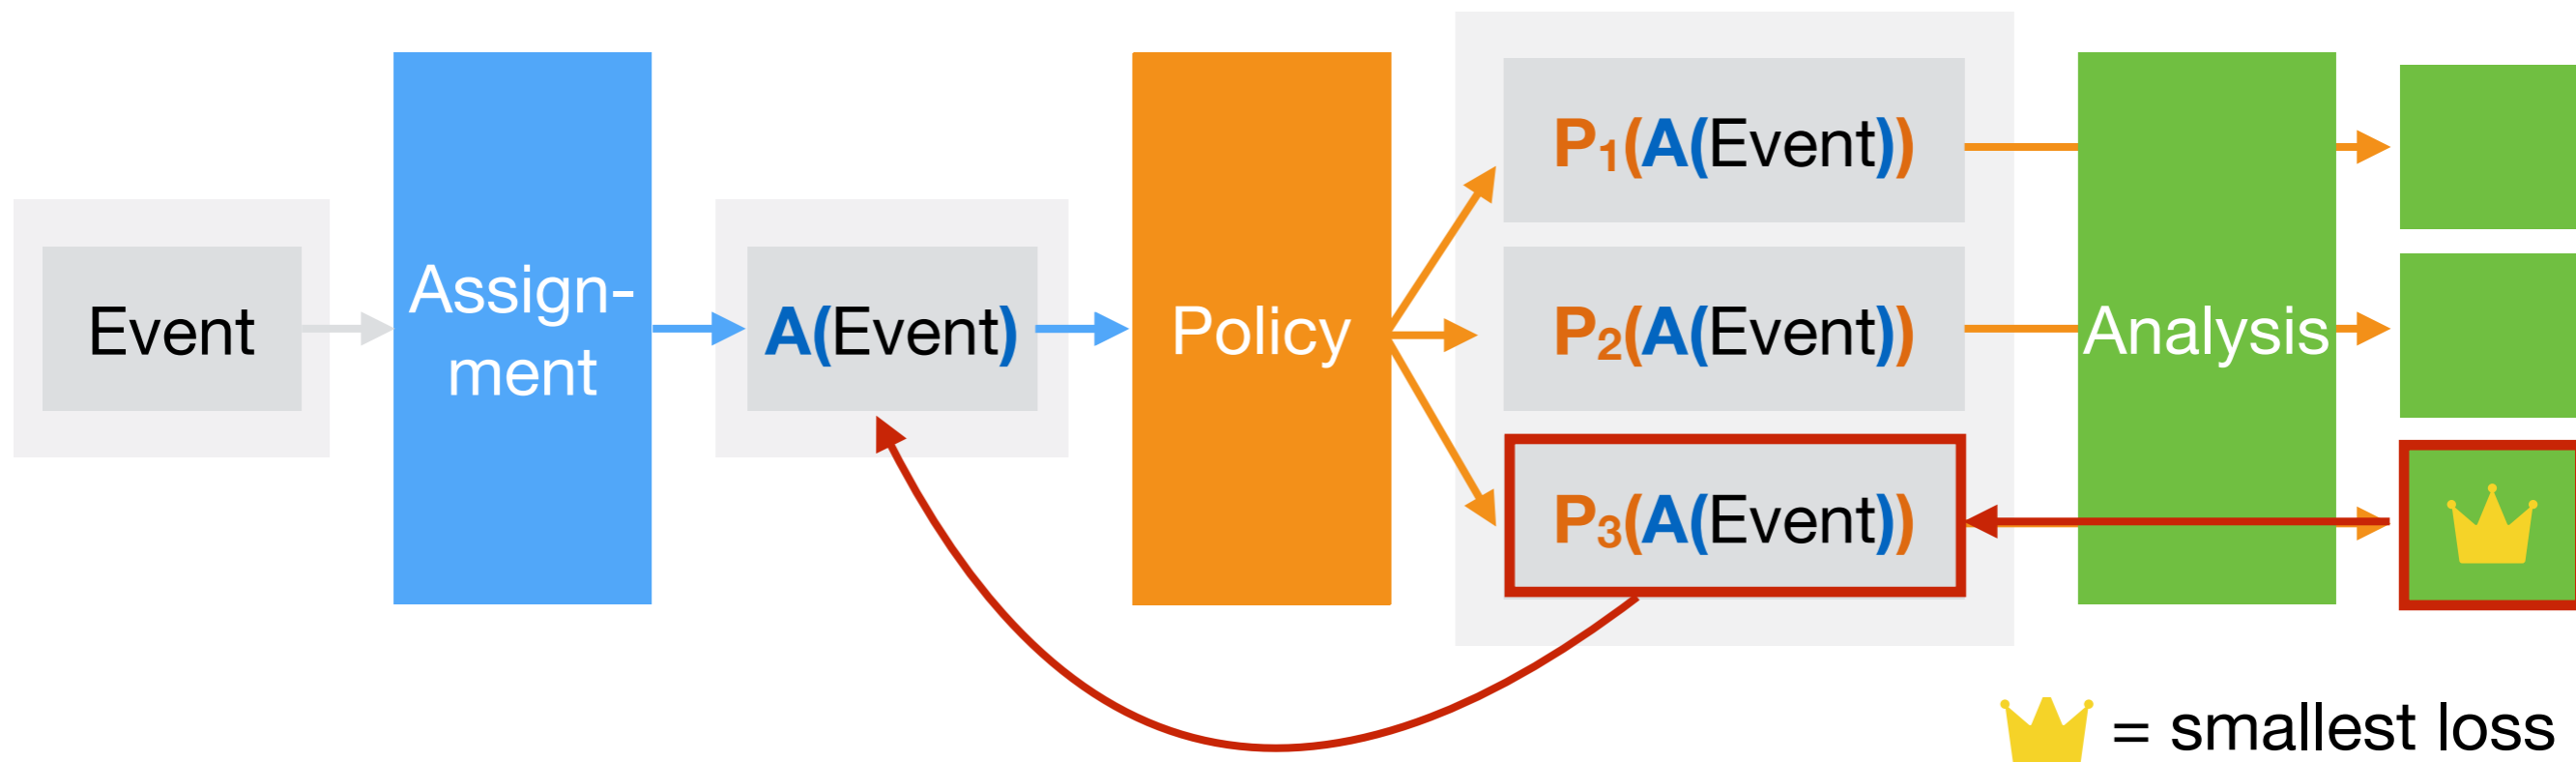 Event
Assign-
ment
A(Event)
Policy
P₁(A(Event))
P₂(A(Event))
P₃(A(Event))
Analysis
= smallest loss